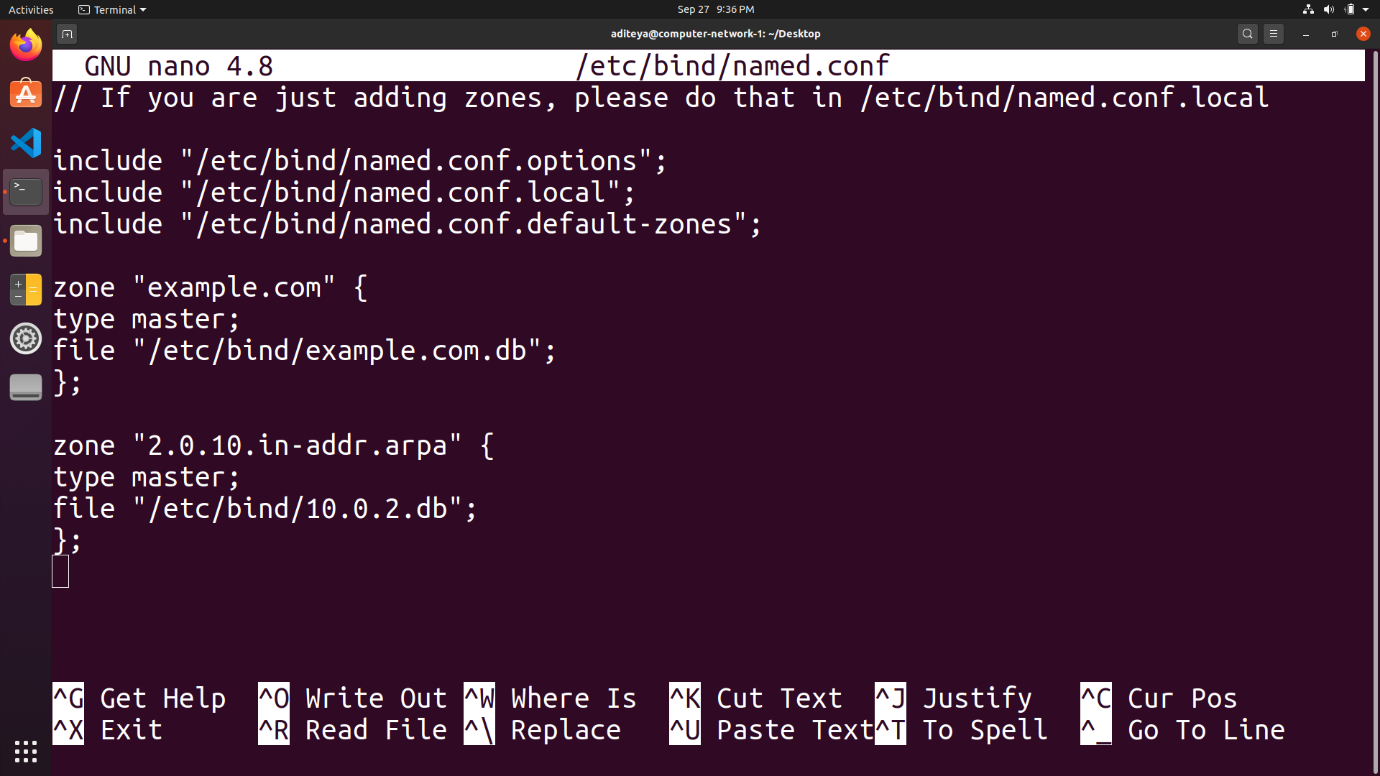 Activities Terminal Sep 27 9:36 PM
aditeya@computer-network-1: ~/Desktop
GNU nano 4.8 /etc/bind/named.conf
// If you are just adding zones, please do that in /etc/bind/named.conf.local
include "/etc/bind/named.conf.options";
include "/etc/bind/named.conf.local";
include "/etc/bind/named.conf.default-zones";
zone "example.com" {
type master;
file "/etc/bind/example.com.db";
};
zone "2.0.10.in-addr.arpa" {
type master;
file "/etc/bind/10.0.2.db";
};
^G Get Help ^O Write Out ^W Where Is ^K Cut Text ^J Justify ^C Cur Pos
^X Exit ^R Read File ^\ Replace ^U Paste Text ^T To Spell ^_ Go To Line